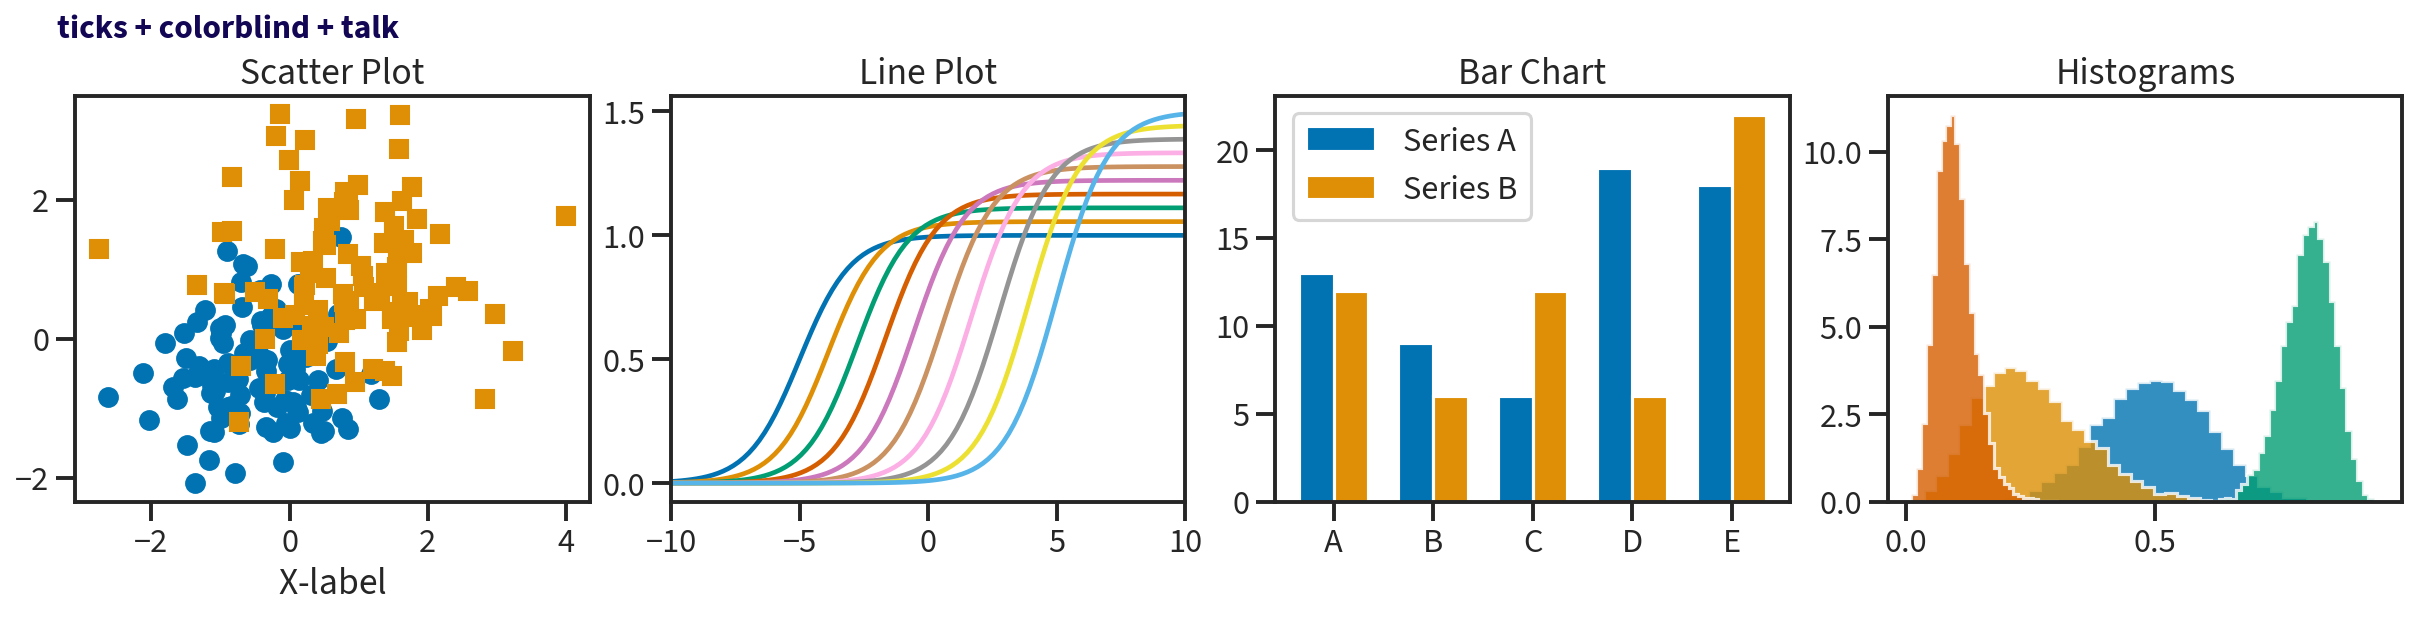 ticks + colorblind + talk
Scatter Plot
2
0
−2
−2 0 2 4
X-label
Line Plot
1.5
1.0
0.5
0.0
−10 −5 0 5 10
Bar Chart
Series A
Series B
20
15
10
5
0
A B C D E
Histograms
10.0
7.5
5.0
2.5
0.0
0.0 0.5